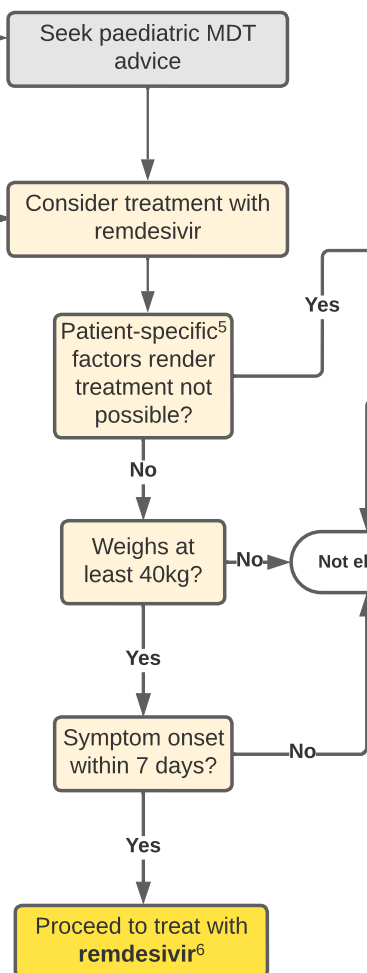 Seek paediatric MDT
advice
Consider treatment with
remdesivir
Yes
Patient-specific5
factors render
treatment not
possible?
No
Weighs at
least 40kg?
No
Not
Yes
Symptom onset
within 7 days?
No
Yes
Proceed to treat with
remdesivir6